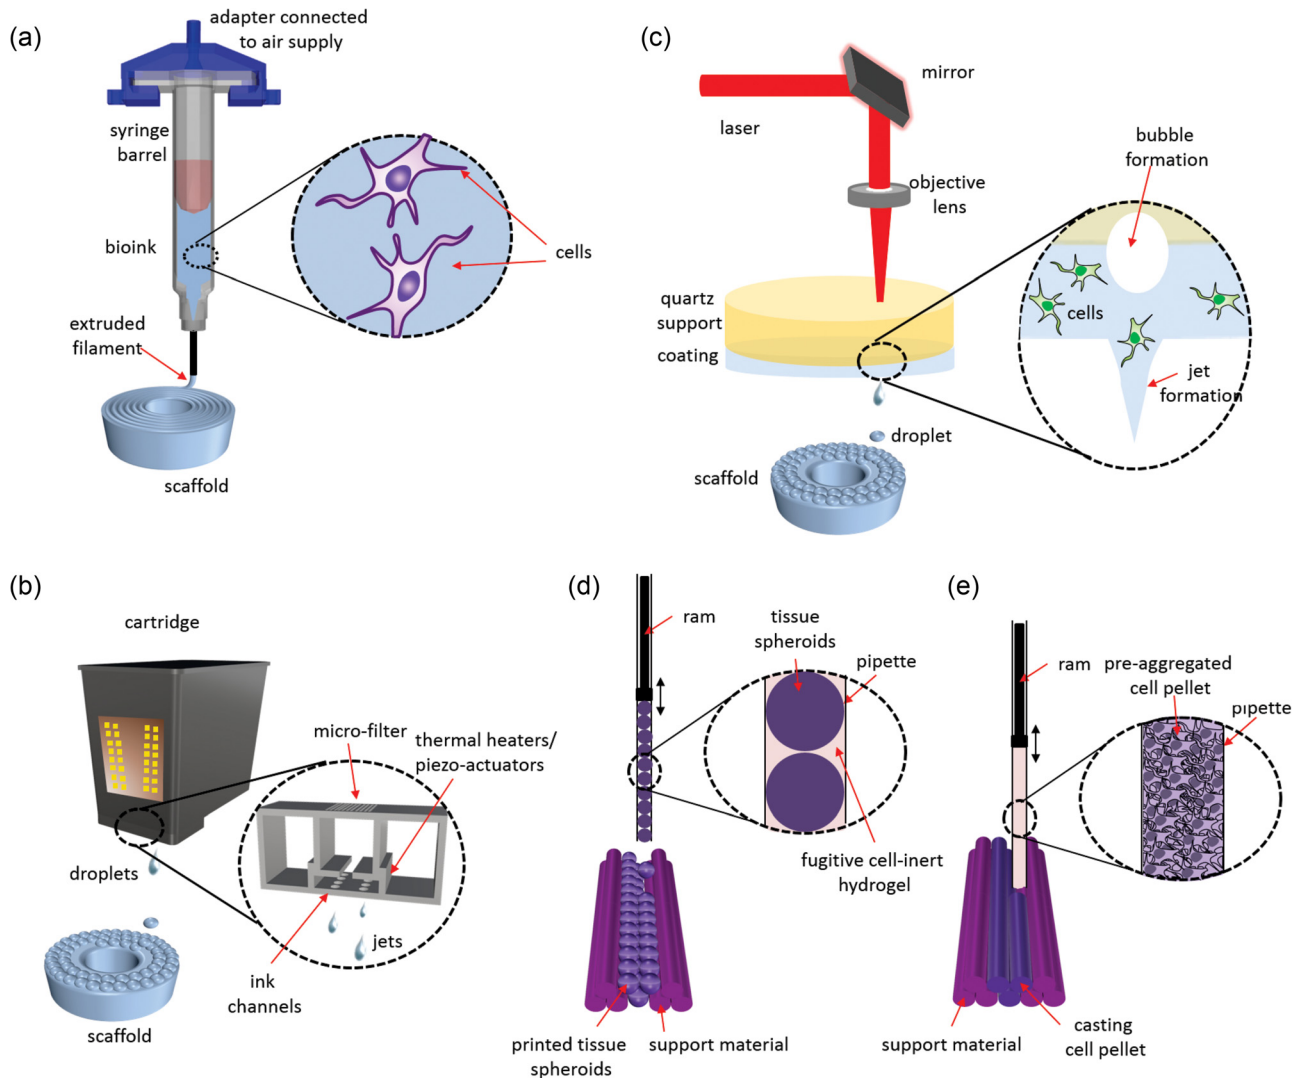 (a)
adapter connected
to air supply
syringe
barrel
bioink
cells
extruded
filament
scaffold
(c)
mirror
laser
objective
lens
bubble
formation
quartz
support
coating
cells
jet
formation
droplet
scaffold
(b)
cartridge
micro-filter
thermal heaters/
piezo-actuators
droplets
jets
ink
channels
scaffold
(d)
ram
tissue
spheroids
pipette
fugitive cell-inert
hydrogel
printed tissue
spheroids
support material
(e)
ram
pre-aggregated
cell pellet
pipette
support material
casting
cell pellet